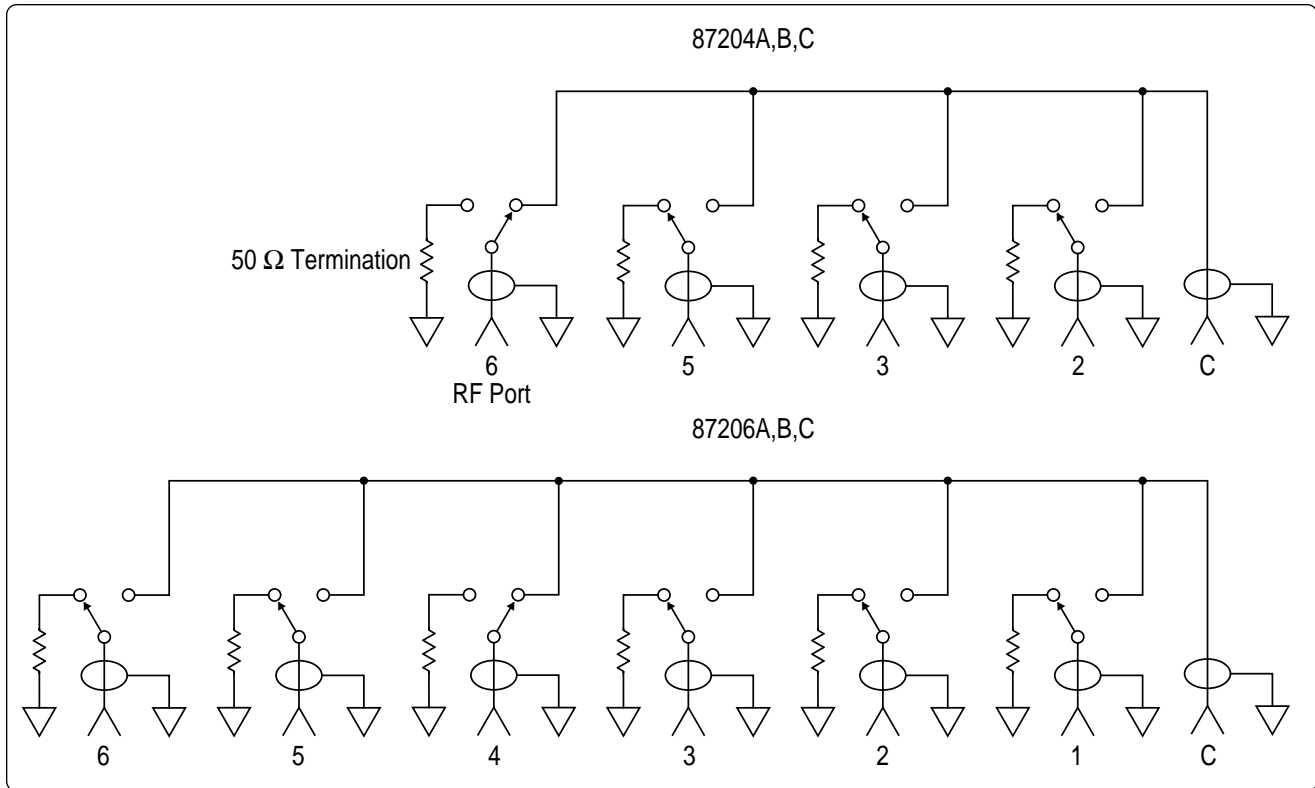 87204A,B,C
50 Ω Termination
6 5 3 2 C
RF Port
87206A,B,C
6 5 4 3 2 1 C